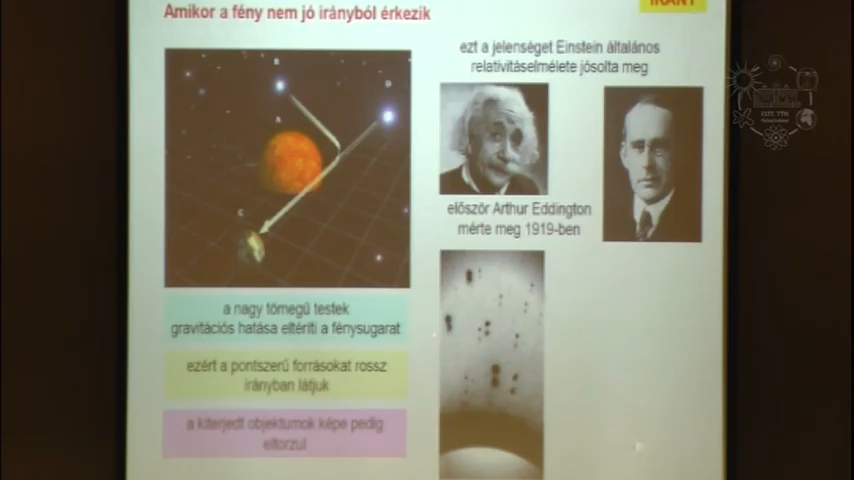 IRÁNY
Amikor a fény nem jó irányból érkezik
ezt a jelenséget Einstein általános
relativitáselmélete jósolta meg
A
B
C
először Arthur Eddington
mérte meg 1919-ben
a nagy tömegű testek
gravitációs hatása eltéríti a fénysugarat
ezért a pontszerű forrásokat rossz
irányban látjuk
a kiterjedt objektumok képe pedig
eltorzul